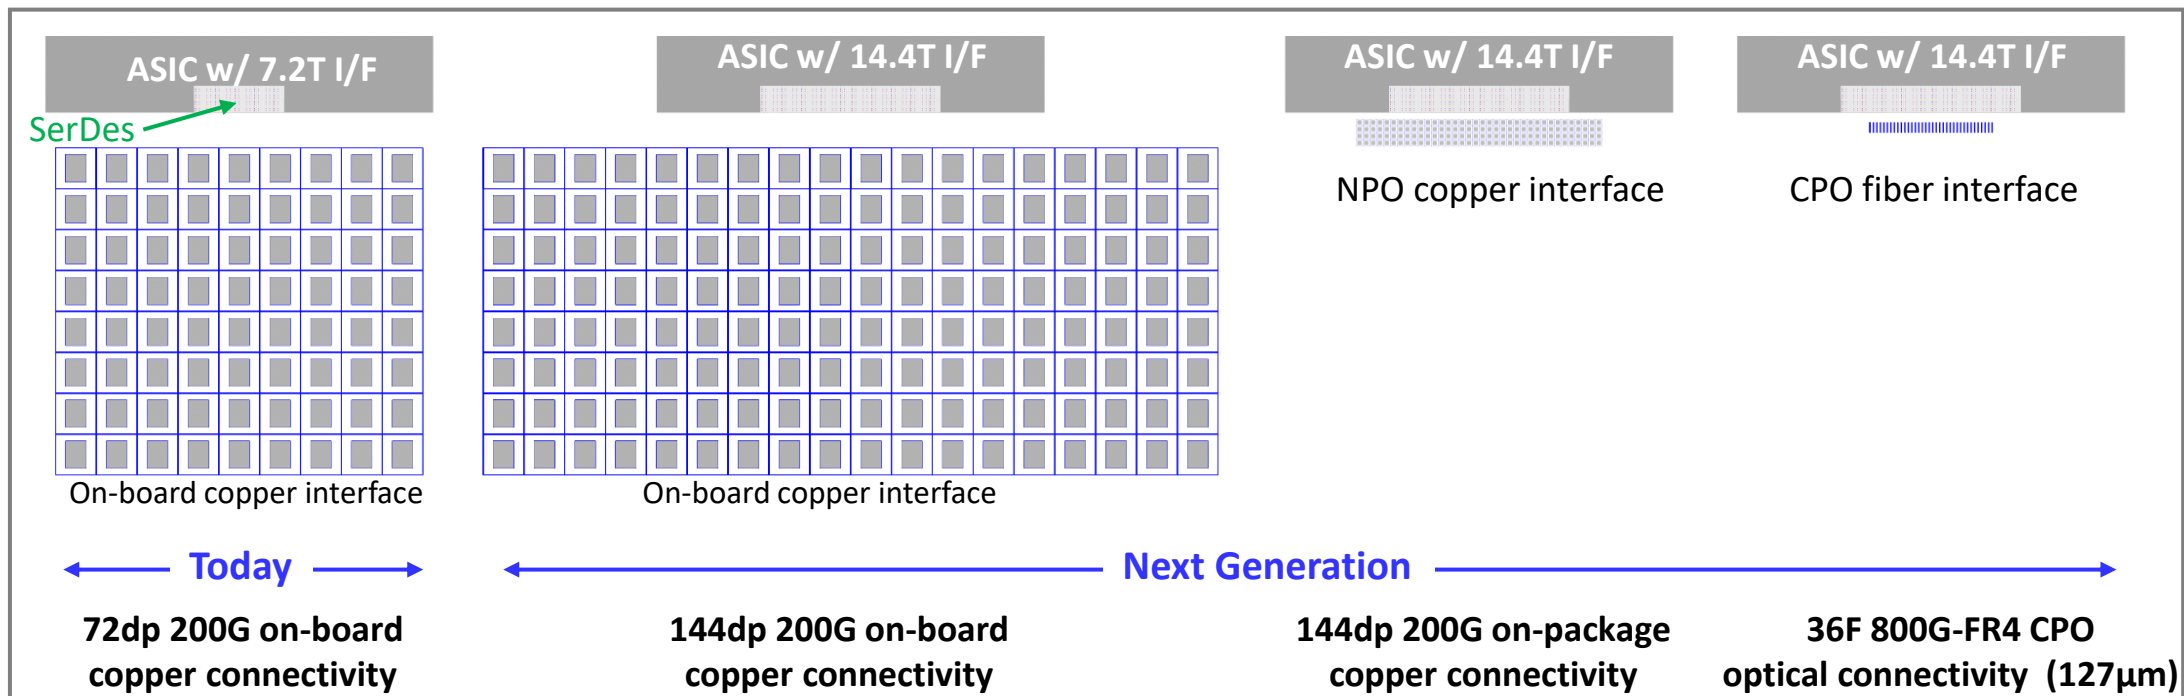 ASIC w/ 7.2T I/F
SerDes
On-board copper interface
ASIC w/ 14.4T I/F
On-board copper interface
ASIC w/ 14.4T I/F
NPO copper interface
ASIC w/ 14.4T I/F
CPO fiber interface
Today
Next Generation
72dp 200G on-board
copper connectivity
144dp 200G on-board
copper connectivity
144dp 200G on-package
copper connectivity
36F 800G-FR4 CPO
optical connectivity (127µm)